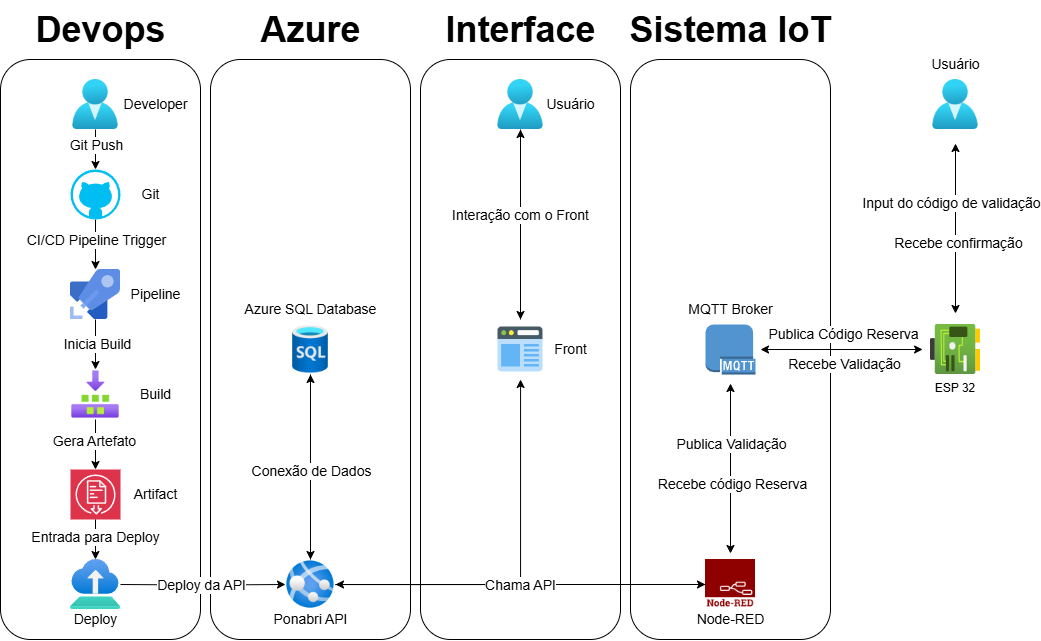 Devops
Azure
Interface
Sistema IoT
Developer
Git Push
Git
CI/CD Pipeline Trigger
Pipeline
Inicia Build
Build
Gera Artefato
Artifact
Entrada para Deploy
Deploy
Deploy da API
Azure SQL Database
SQL
Conexão de Dados
Ponabri API
Usuário
Interação com o Front
Front
Chama API
MQTT Broker
MQTT
Publica Validação
Recebe código Reserva
Node-RED
Node-RED
Publica Código Reserva
Recebe Validação
Usuário
Input do código de validação
Recebe confirmação
ESP 32